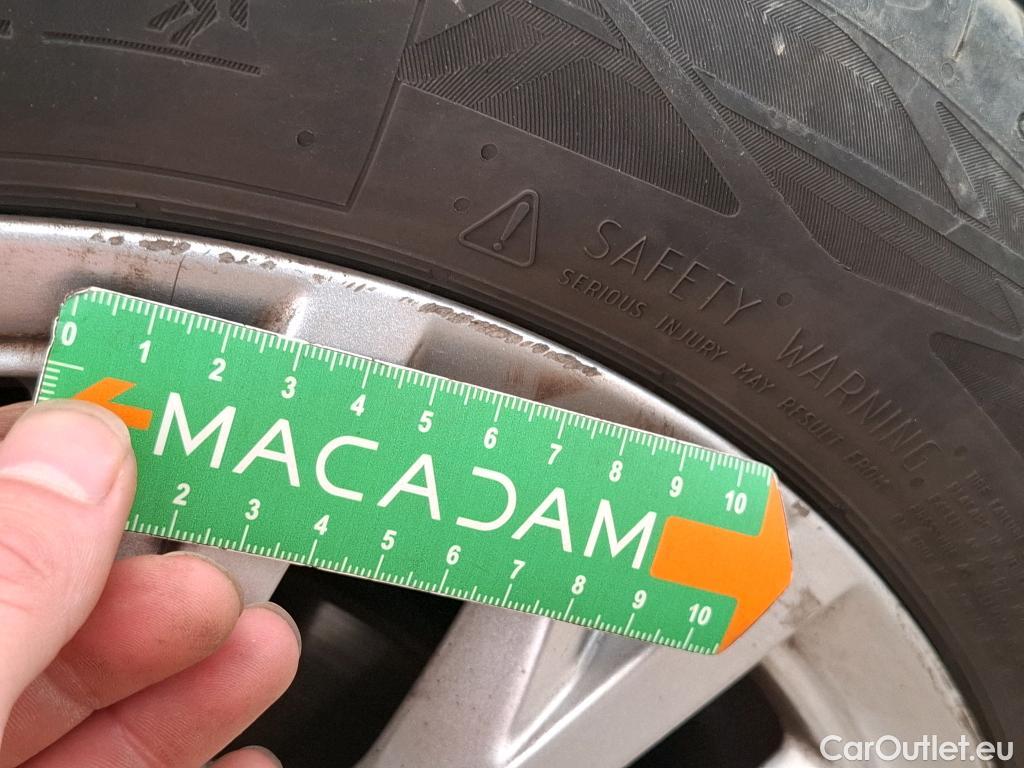 SAFETY WARNING
SERIOUS INJURY MAY RESULT FROM:
0 1 2 3 4 5 6 7 8 9 10
MACADAM
2 3 4 5 6 7 8 9 10
CarOutlet.eu